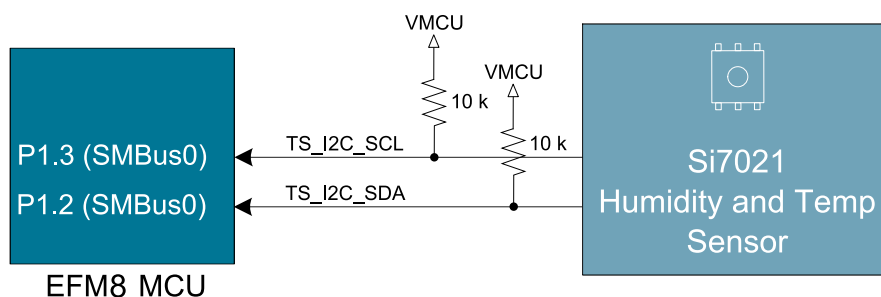 VMCU
VMCU
10 k
10 k
TS_I2C_SCL
P1.3 (SMBus0)
TS_I2C_SDA
P1.2 (SMBus0)
EFM8 MCU
Si7021
Humidity and Temp
Sensor